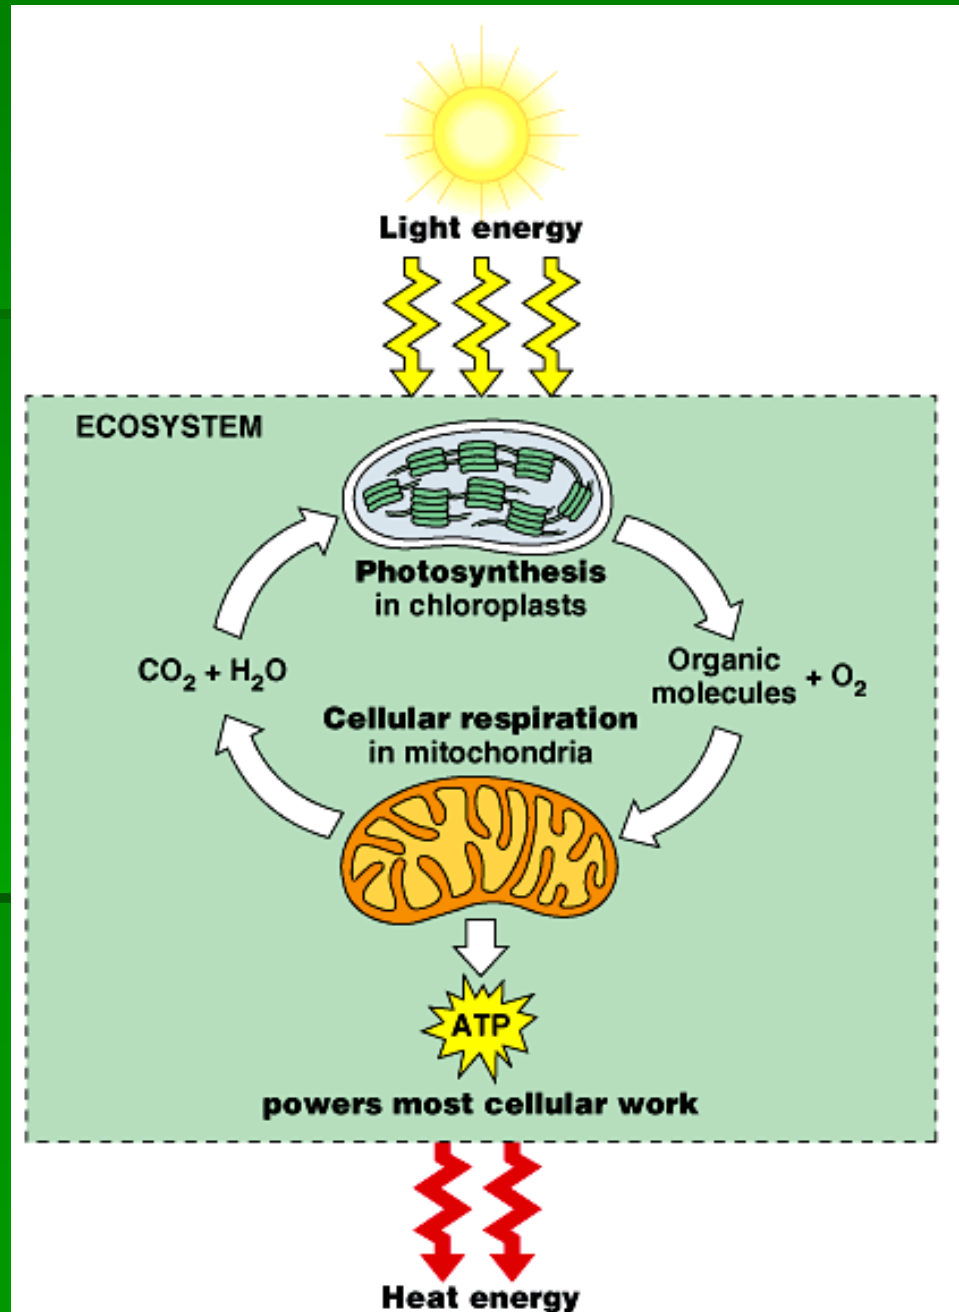 Light energy
ECOSYSTEM
Photosynthesis
in chloroplasts
CO₂ + H₂O
Organic
molecules + O₂
Cellular respiration
in mitochondria
ATP
powers most cellular work
Heat energy